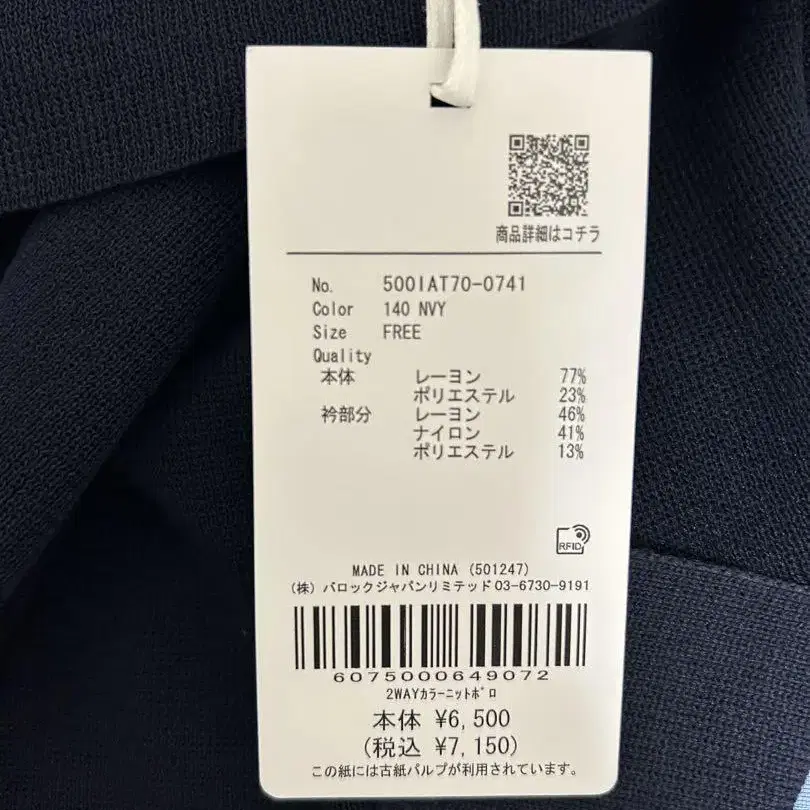 商品詳細はコチラ
No. 500IAT70-0741
Color 140 NVY
Size FREE
Quality
本体 レーヨン 77%
ポリエステル 23%
衿部分 レーヨン 46%
ナイロン 41%
ポリエステル 13%
RFID
MADE IN CHINA (501247)
(株) バロックジャパンリミテッド 03-6730-9191
6075000649072
2WAYｶﾗｰﾆｯﾄﾎﾟﾛ
本体 ¥6,500
(税込 ¥7,150)
この紙には古紙パルプが利用されています。